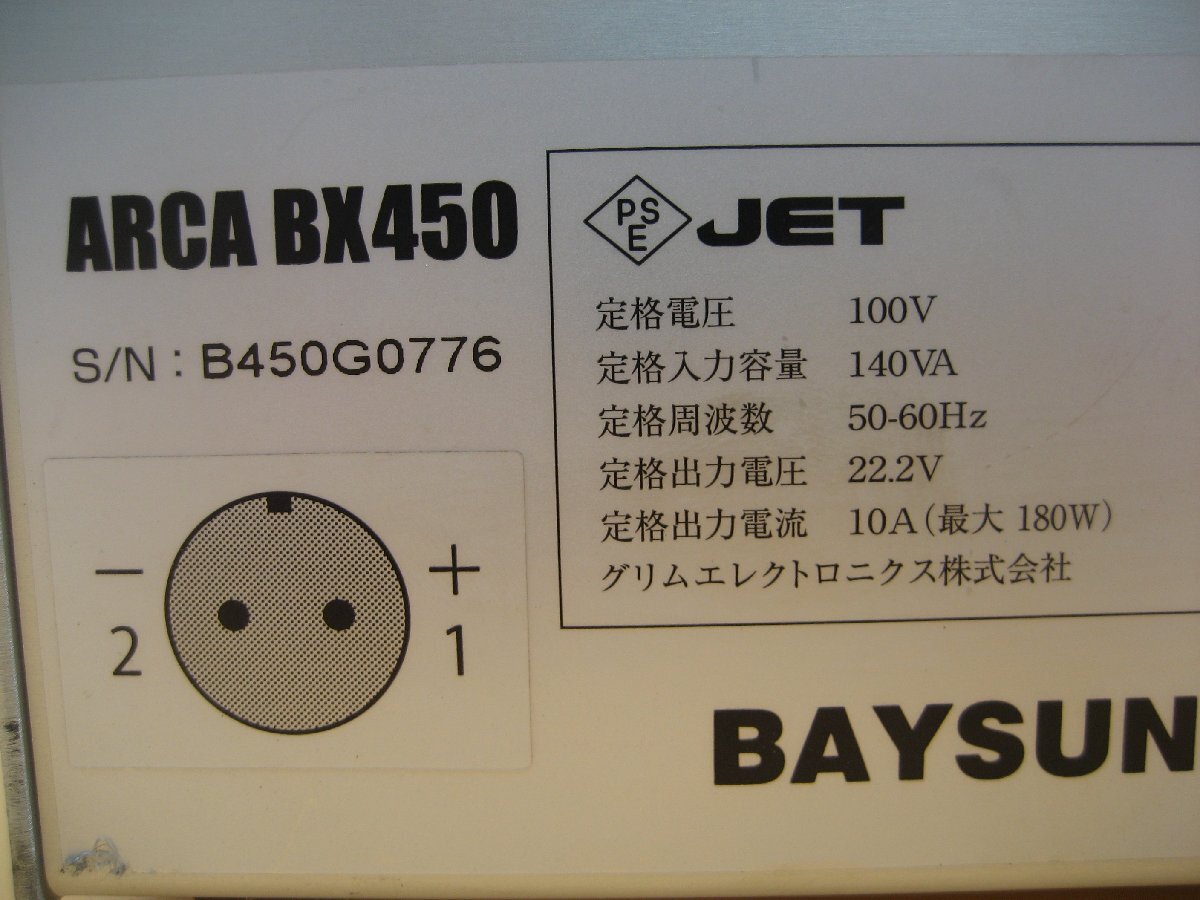 ARCA BX450
S/N : B450G0776
− +
2 1
PSE JET
定格電圧 100V
定格入力容量 140VA
定格周波数 50-60Hz
定格出力電圧 22.2V
定格出力電流 10A(最大 180W)
グリムエレクトロニクス株式会社
BAYSUN